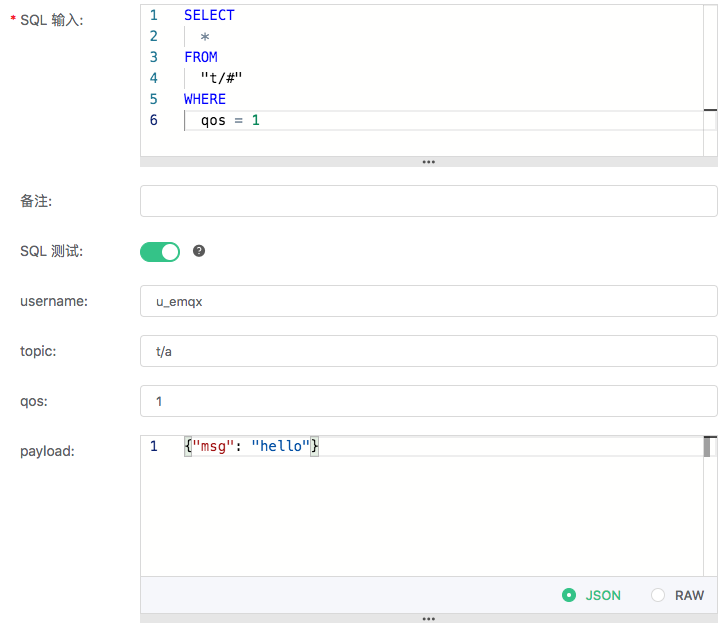 * SQL 输入:
1 SELECT
2 *
3 FROM
4 "t/#"
5 WHERE
6 qos = 1
备注:
SQL 测试: ?
username: u_emqx
topic: t/a
qos: 1
payload: 1 {"msg": "hello"}
JSON RAW